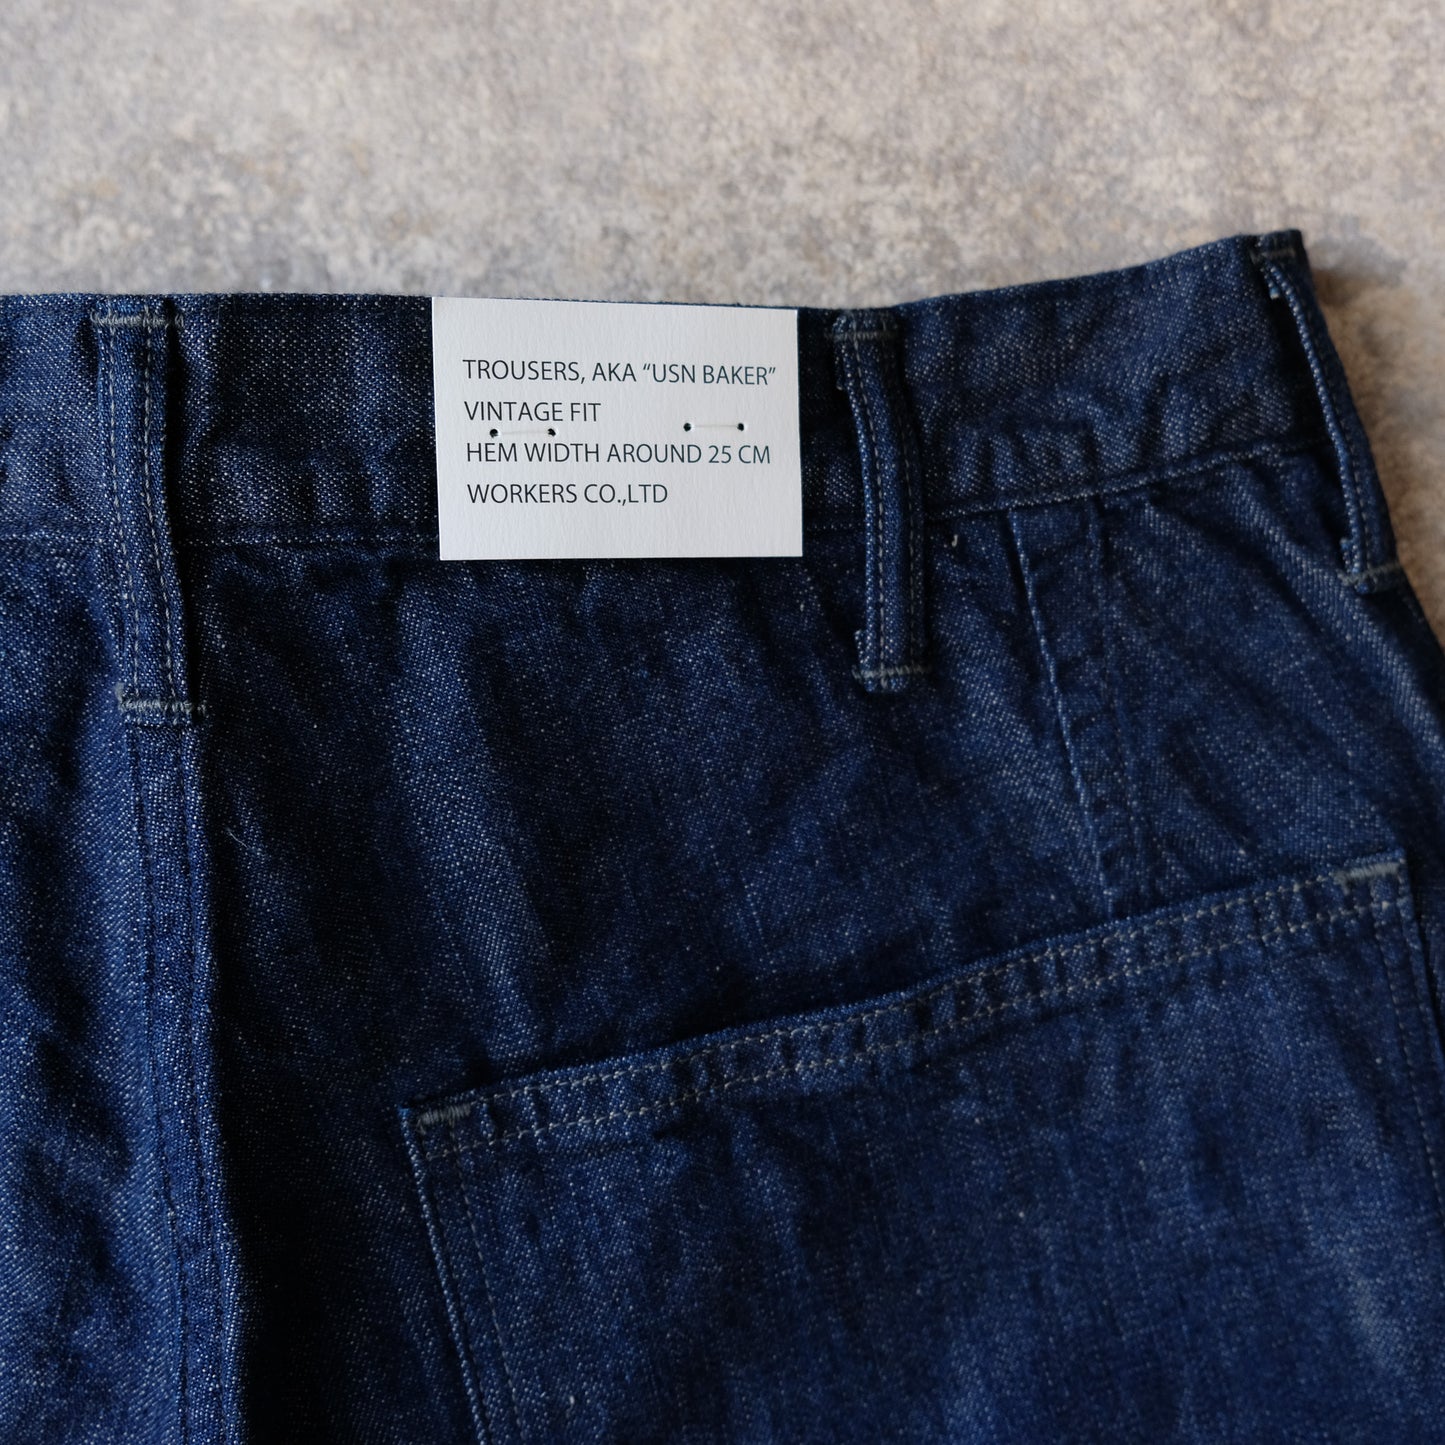 TROUSERS, AKA “USN BAKER”
VINTAGE FIT
HEM WIDTH AROUND 25 CM
WORKERS CO.,LTD